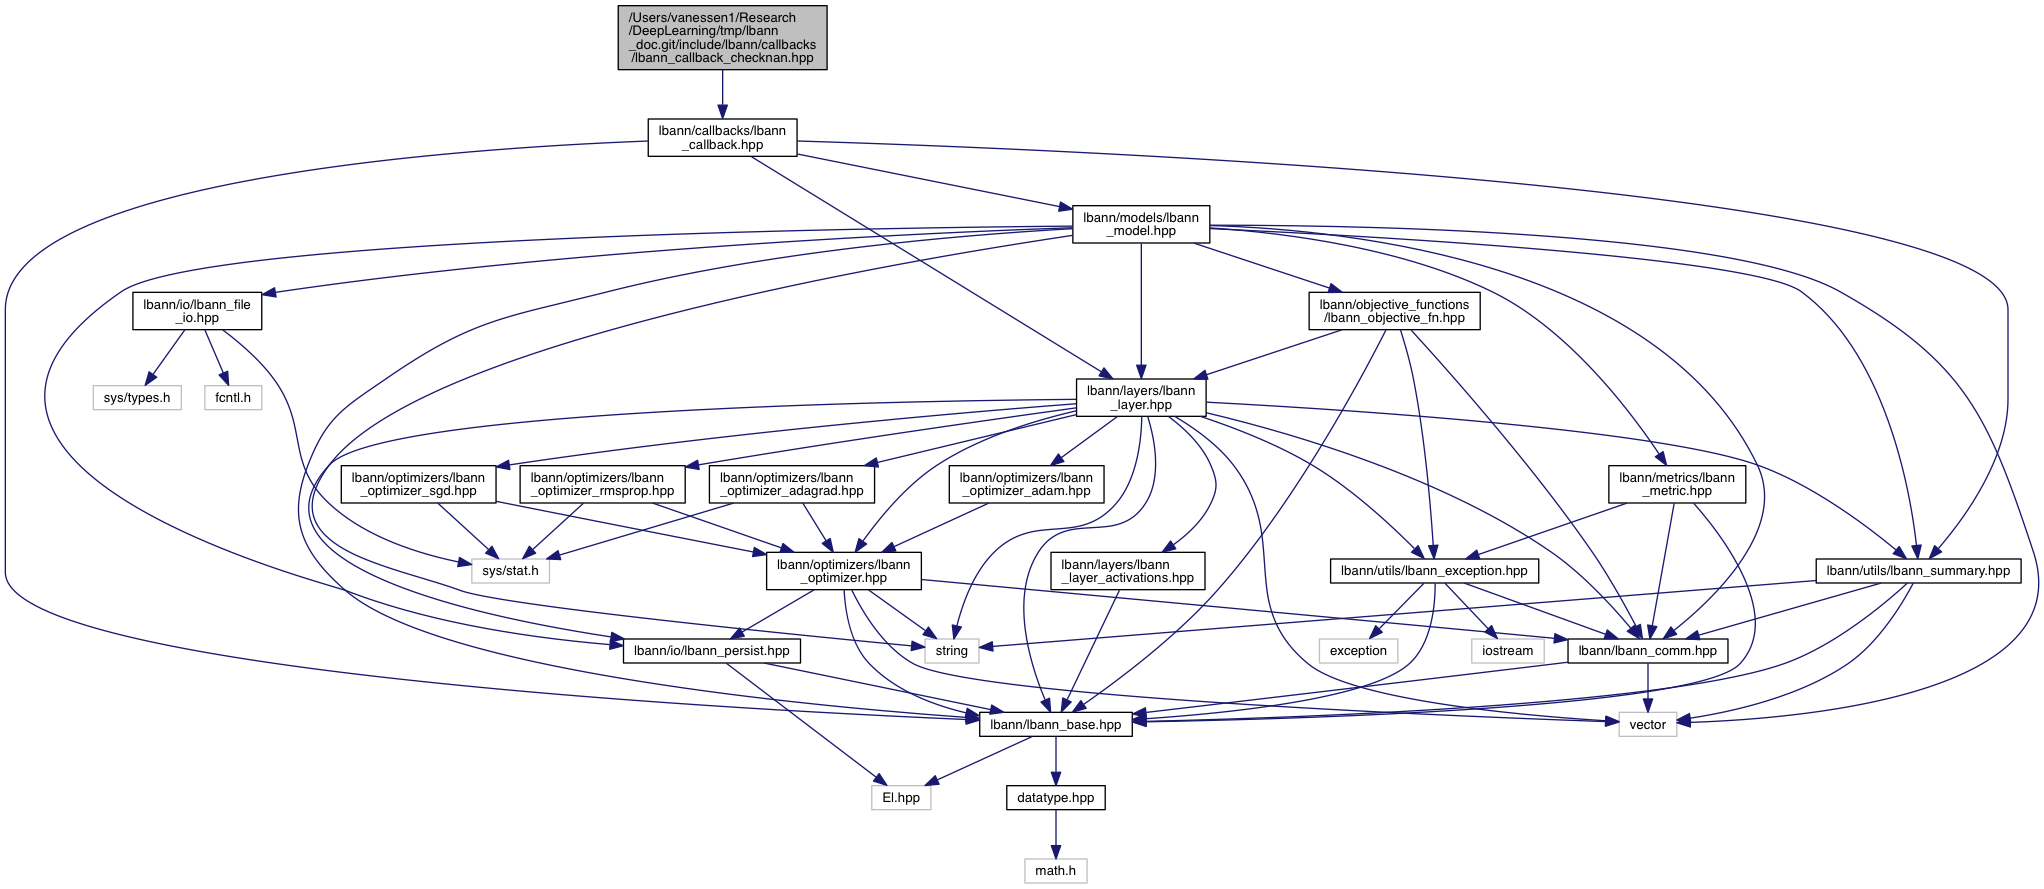 /Users/vanessen1/Research
/DeepLearning/tmp/lbann
_doc.git/include/lbann/callbacks
/lbann_callback_checknan.hpp
lbann/callbacks/lbann
_callback.hpp
lbann/models/lbann
_model.hpp
lbann/io/lbann_file
_io.hpp
lbann/objective_functions
/lbann_objective_fn.hpp
sys/types.h
fcntl.h
lbann/layers/lbann
_layer.hpp
lbann/optimizers/lbann
_optimizer_sgd.hpp
lbann/optimizers/lbann
_optimizer_rmsprop.hpp
lbann/optimizers/lbann
_optimizer_adagrad.hpp
lbann/optimizers/lbann
_optimizer_adam.hpp
lbann/metrics/lbann
_metric.hpp
sys/stat.h
lbann/optimizers/lbann
_optimizer.hpp
lbann/layers/lbann
_layer_activations.hpp
lbann/utils/lbann_exception.hpp
lbann/utils/lbann_summary.hpp
lbann/io/lbann_persist.hpp
string
exception
iostream
lbann/lbann_comm.hpp
lbann/lbann_base.hpp
vector
El.hpp
datatype.hpp
math.h